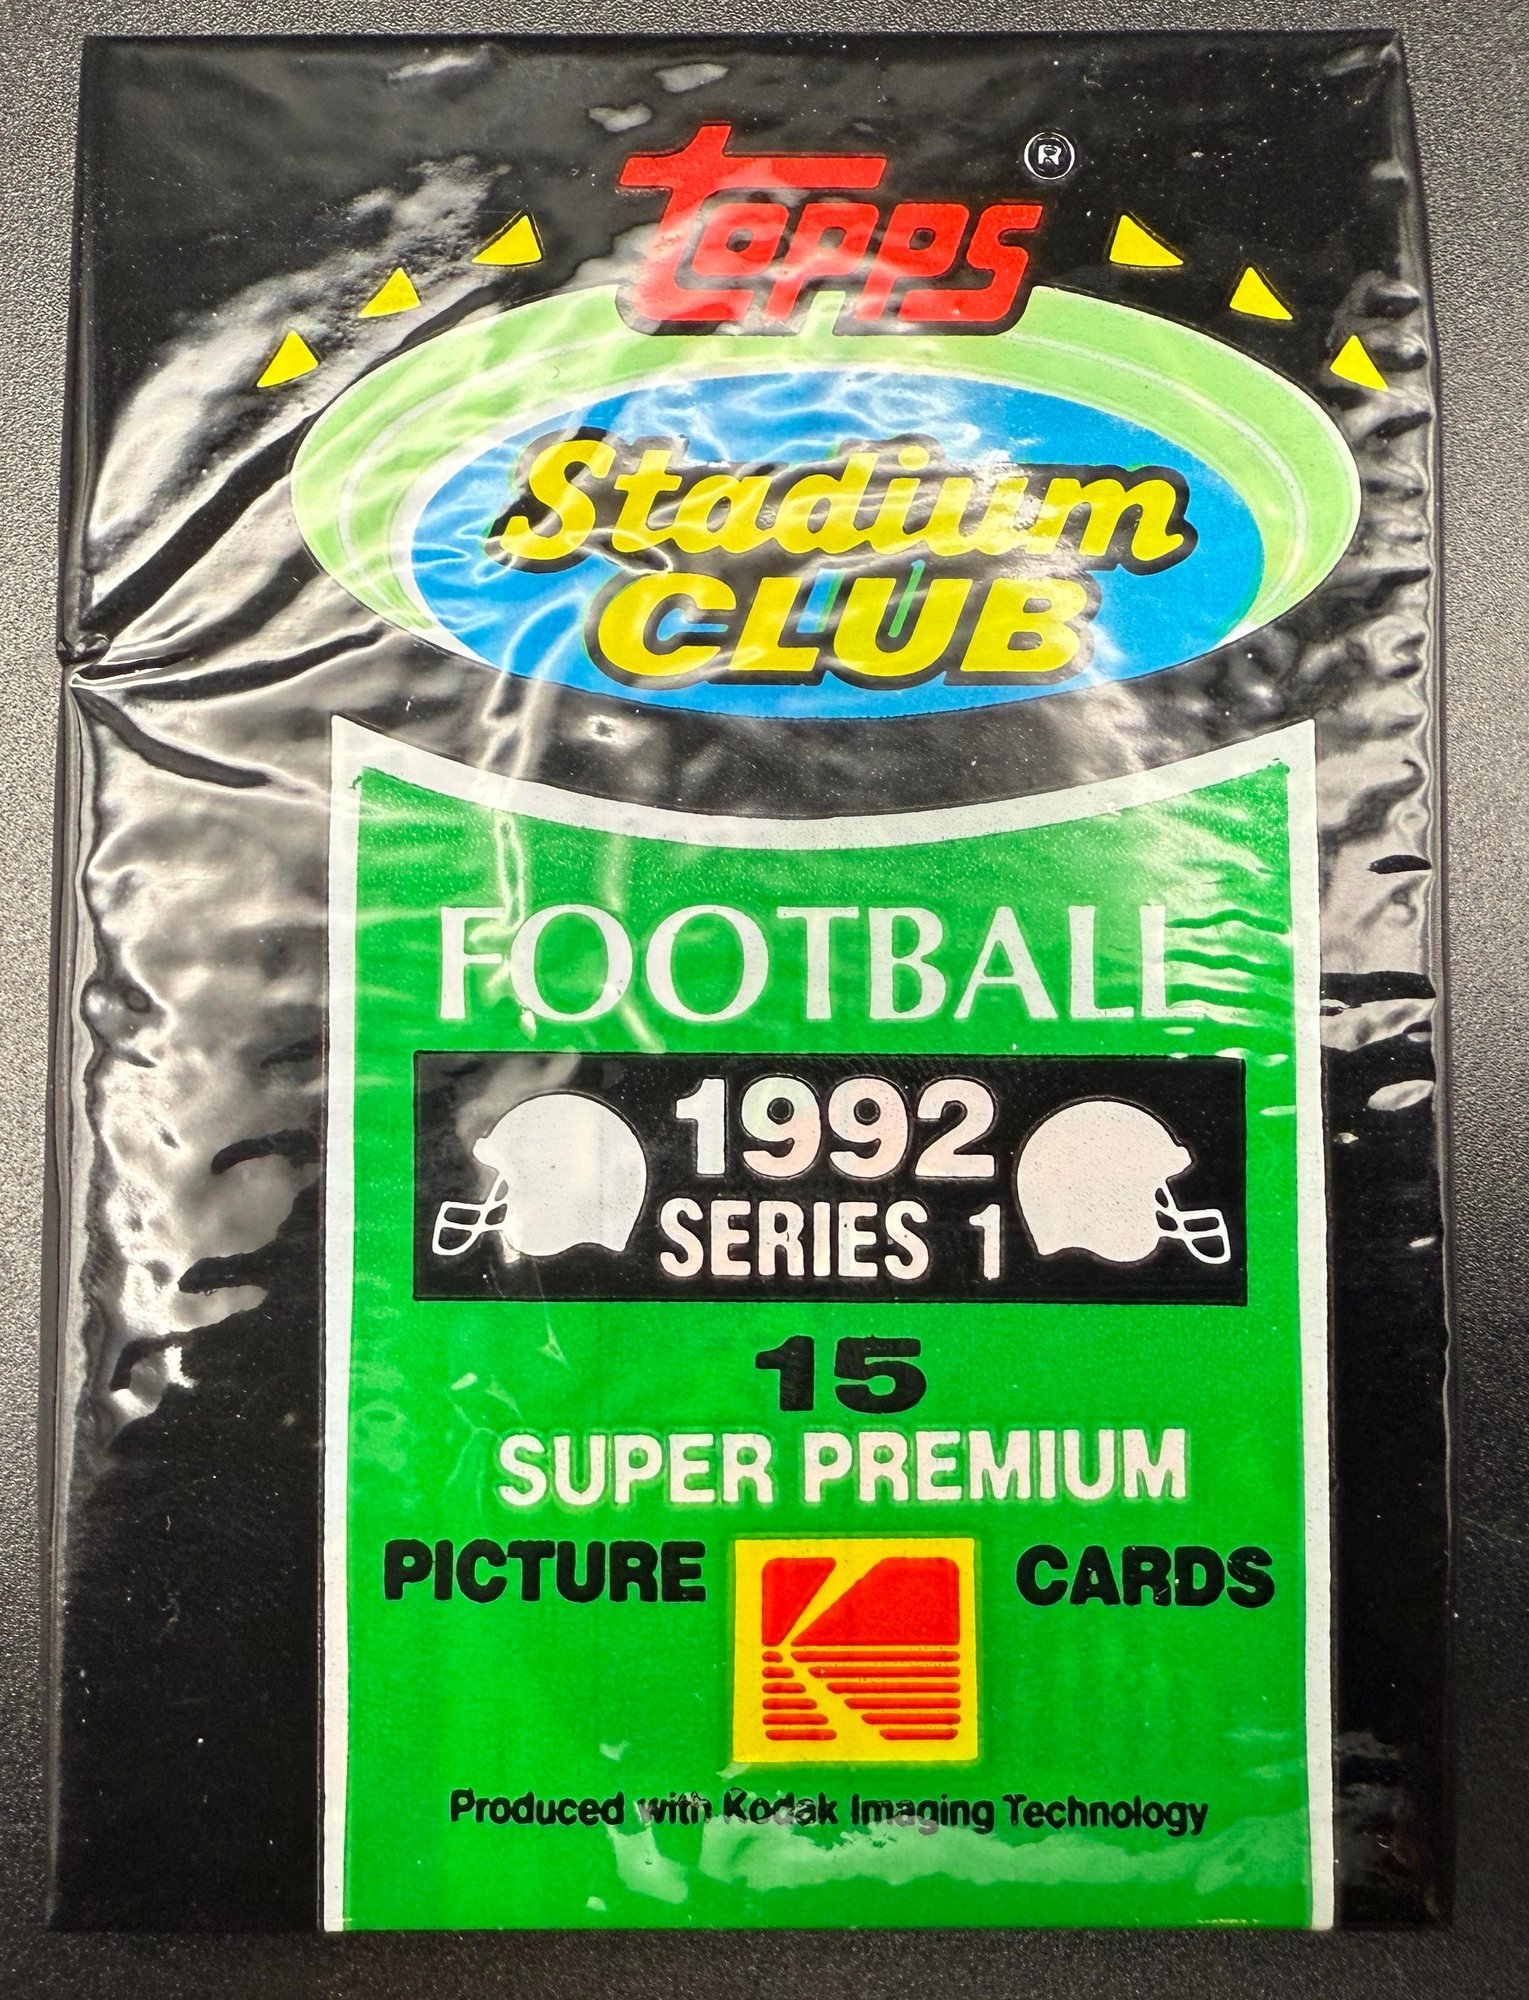 Topps ®
Stadium
CLUB
FOOTBALL
1992
SERIES 1
15
SUPER PREMIUM
PICTURE CARDS
Produced with Kodak Imaging Technology